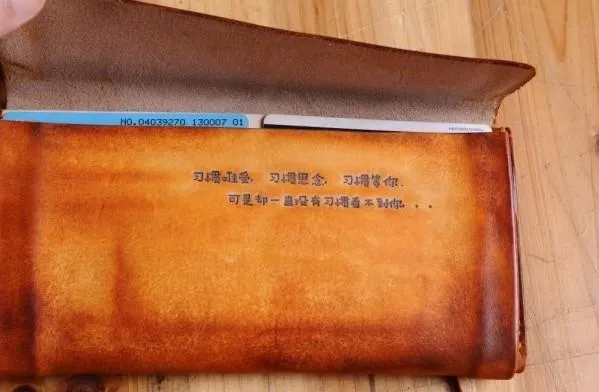 NO.04039270 130007 01
习惯难受, 习惯思念, 习惯等你.
可是却一直没有习惯看不到你. . .